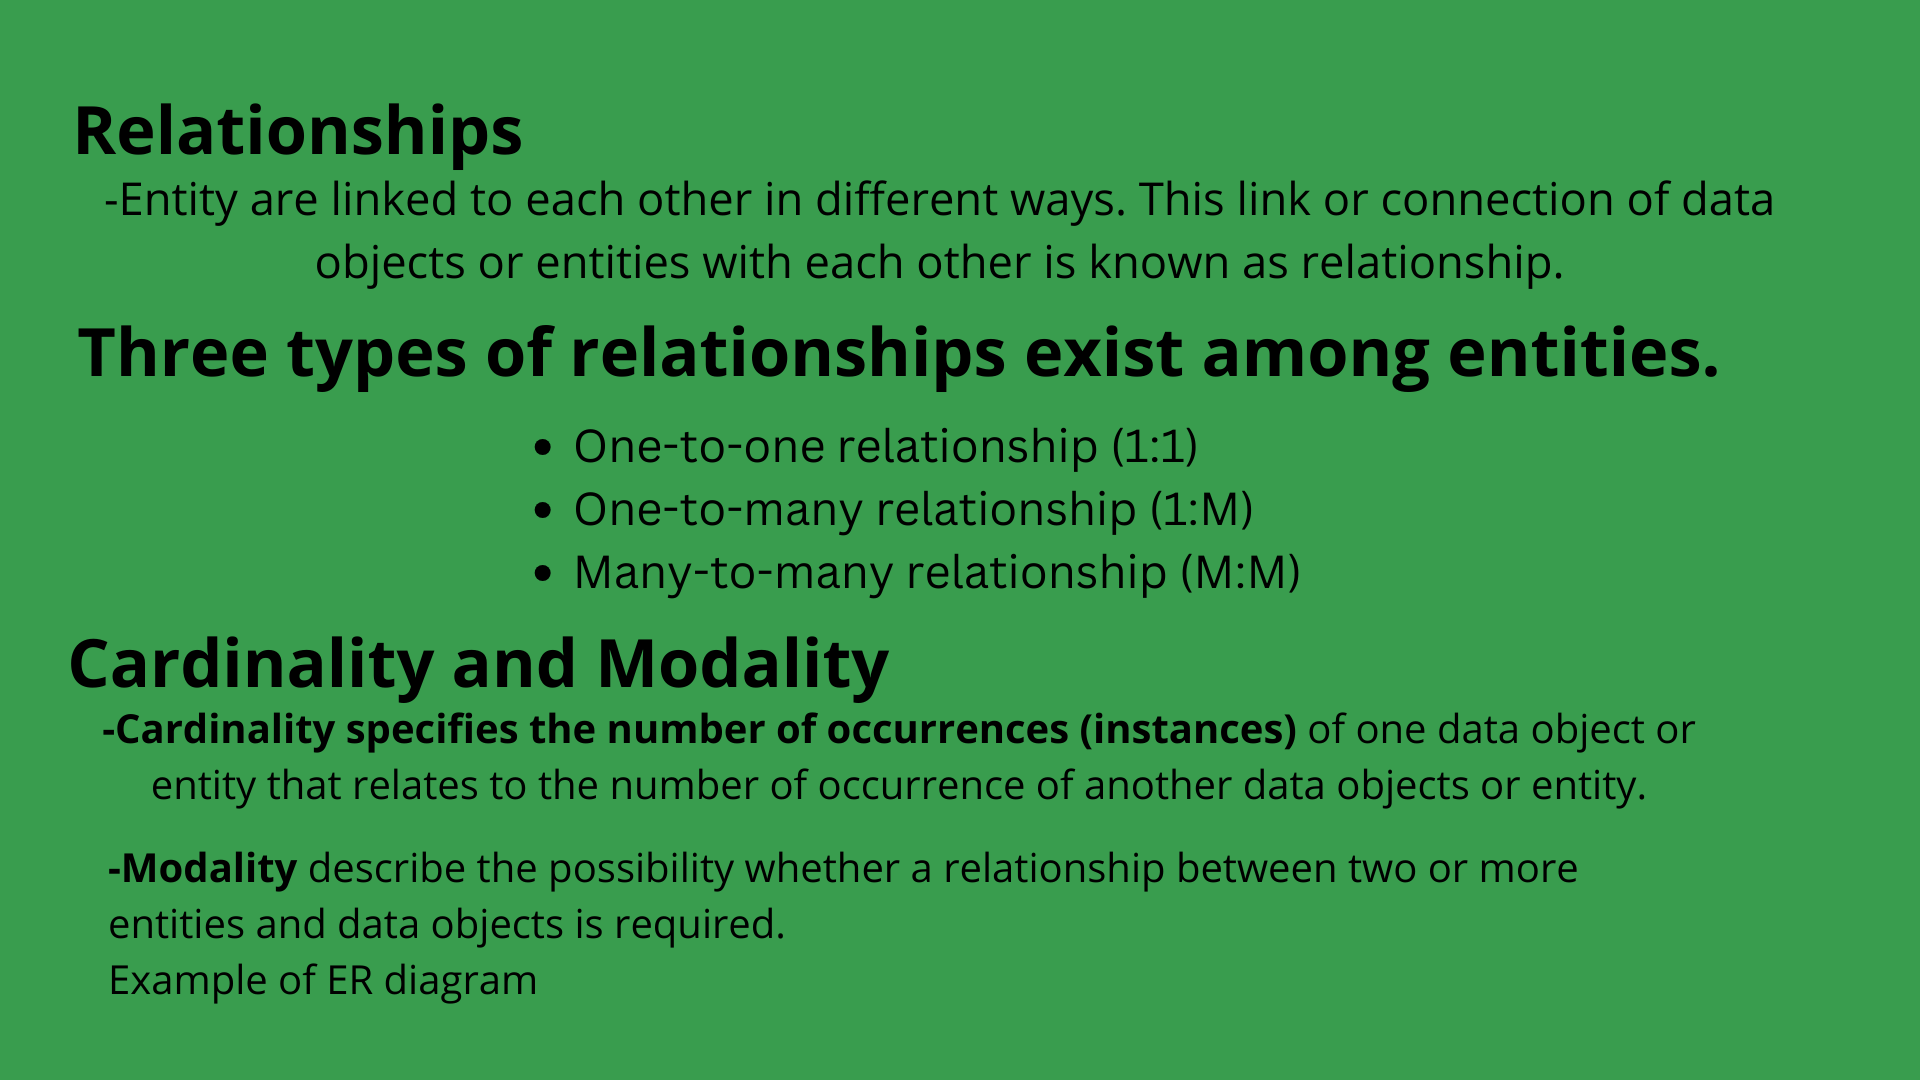 Relationships
-Entity are linked to each other in different ways. This link or connection of data
objects or entities with each other is known as relationship.
Three types of relationships exist among entities.
• One-to-one relationship (1:1)
• One-to-many relationship (1:M)
• Many-to-many relationship (M:M)
Cardinality and Modality
-Cardinality specifies the number of occurrences (instances) of one data object or
entity that relates to the number of occurrence of another data objects or entity.
-Modality describe the possibility whether a relationship between two or more
entities and data objects is required.
Example of ER diagram